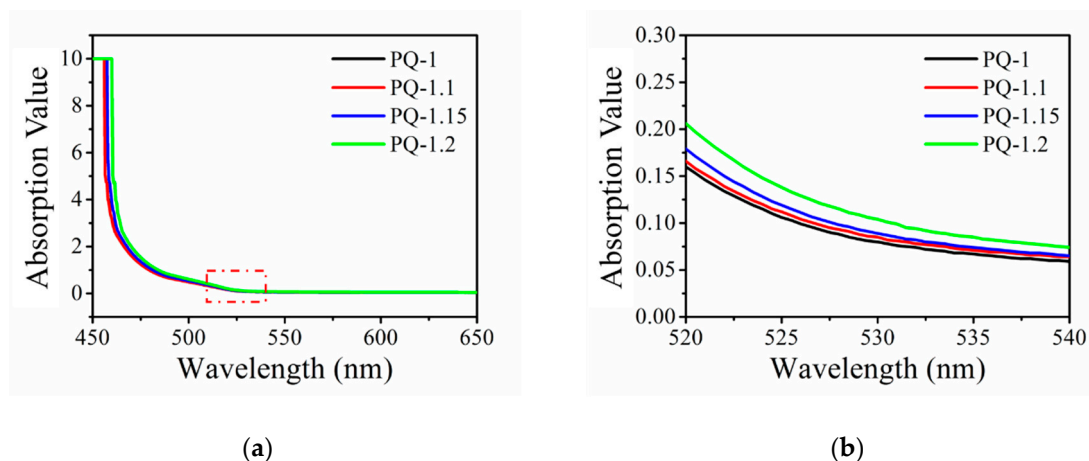 Absorption Value
10
8
6
4
2
0
450 500 550 600 650
Wavelength (nm)
PQ-1
PQ-1.1
PQ-1.15
PQ-1.2
(a)
Absorption Value
0.30
0.25
0.20
0.15
0.10
0.05
0.00
520 525 530 535 540
Wavelength (nm)
PQ-1
PQ-1.1
PQ-1.15
PQ-1.2
(b)